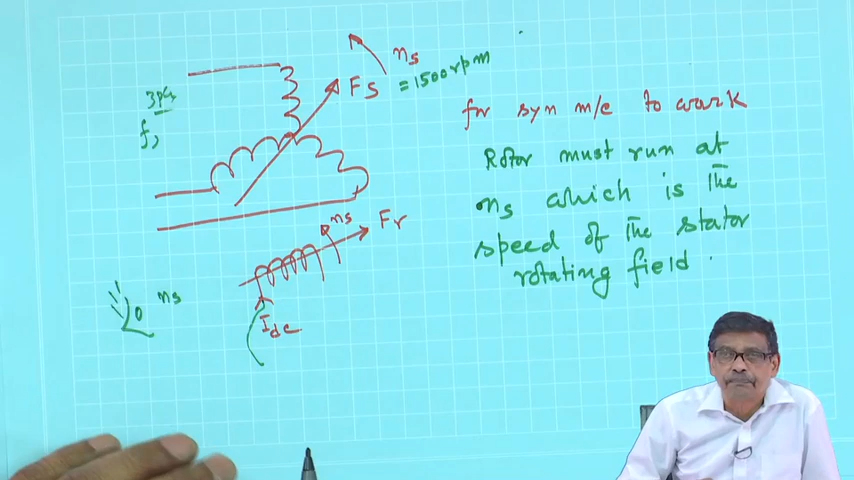 ns
= 1500 rpm
Fs
3ph
f,
for syn m/c to work
Rotor must run at
ns which is the
speed of the stator
rotating field.
ns
Fr
ns
0
Idc